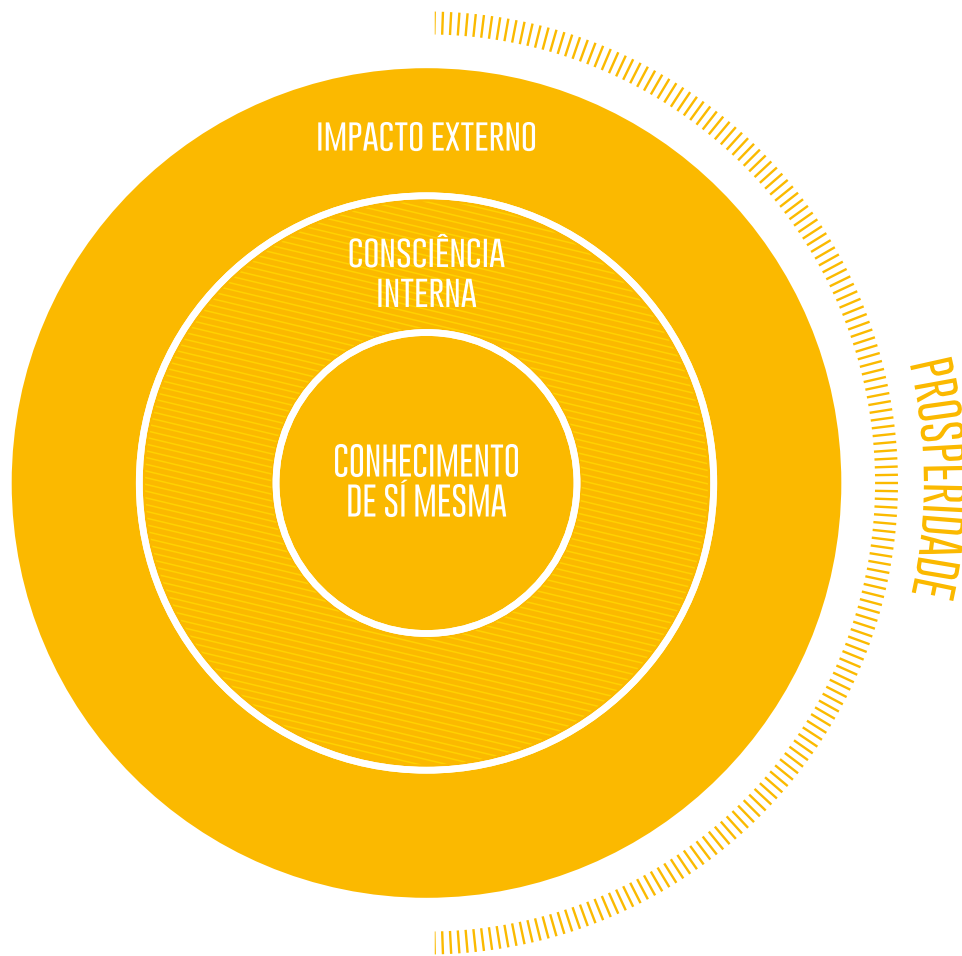 IMPACTO EXTERNO
CONSCIÊNCIA
INTERNA
CONHECIMENTO
DE SÍ MESMA
PROSPERIDADE